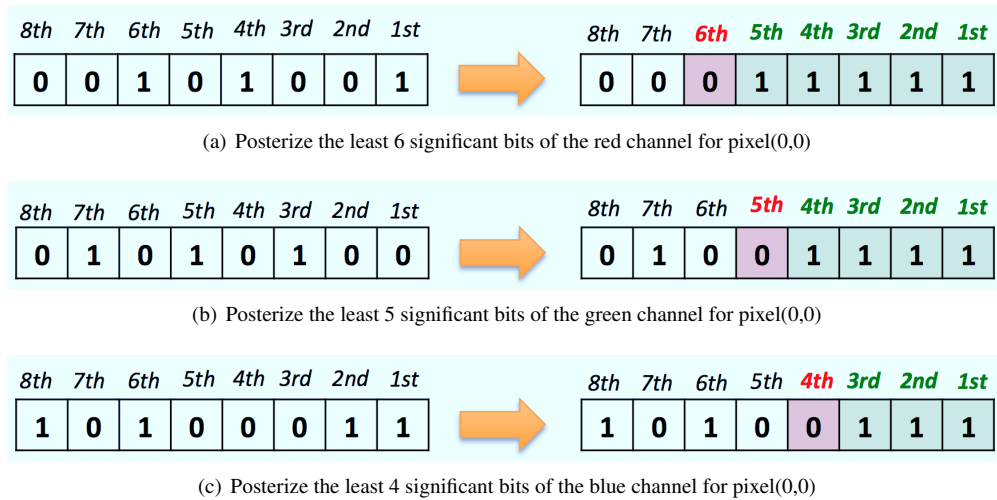 8th 7th 6th 5th 4th 3rd 2nd 1st 8th 7th 6th 5th 4th 3rd 2nd 1st
0 0 1 0 1 0 0 1 0 0 0 1 1 1 1 1
(a) Posterize the least 6 significant bits of the red channel for pixel(0,0)
8th 7th 6th 5th 4th 3rd 2nd 1st 8th 7th 6th 5th 4th 3rd 2nd 1st
0 1 0 1 0 1 0 0 0 1 0 0 1 1 1 1
(b) Posterize the least 5 significant bits of the green channel for pixel(0,0)
8th 7th 6th 5th 4th 3rd 2nd 1st 8th 7th 6th 5th 4th 3rd 2nd 1st
1 0 1 0 0 0 1 1 1 0 1 0 0 1 1 1
(c) Posterize the least 4 significant bits of the blue channel for pixel(0,0)